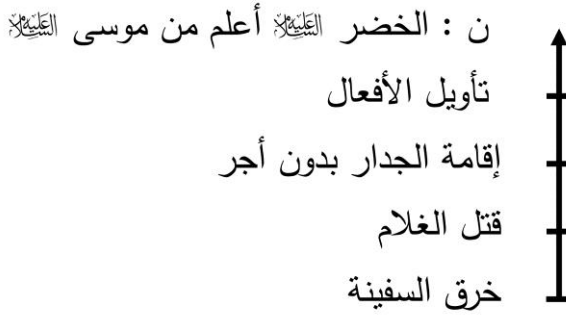 ن : الخضر عليه السلام أعلم من موسى عليه السلام
تأويل الأفعال
إقامة الجدار بدون أجر
قتل الغلام
خرق السفينة